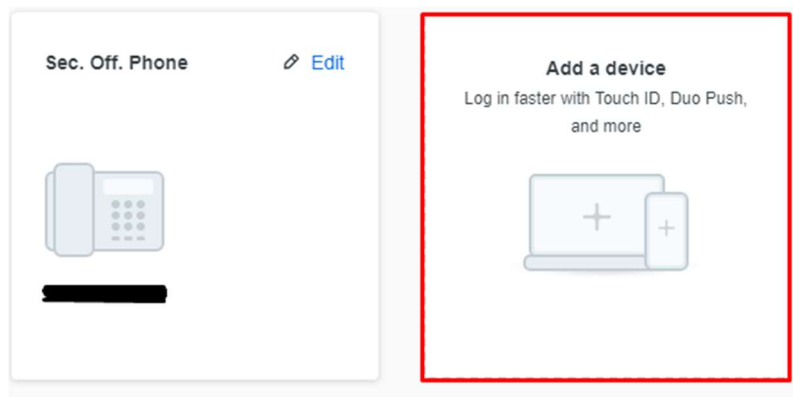 Sec. Off. Phone
Edit
Add a device
Log in faster with Touch ID, Duo Push,
and more